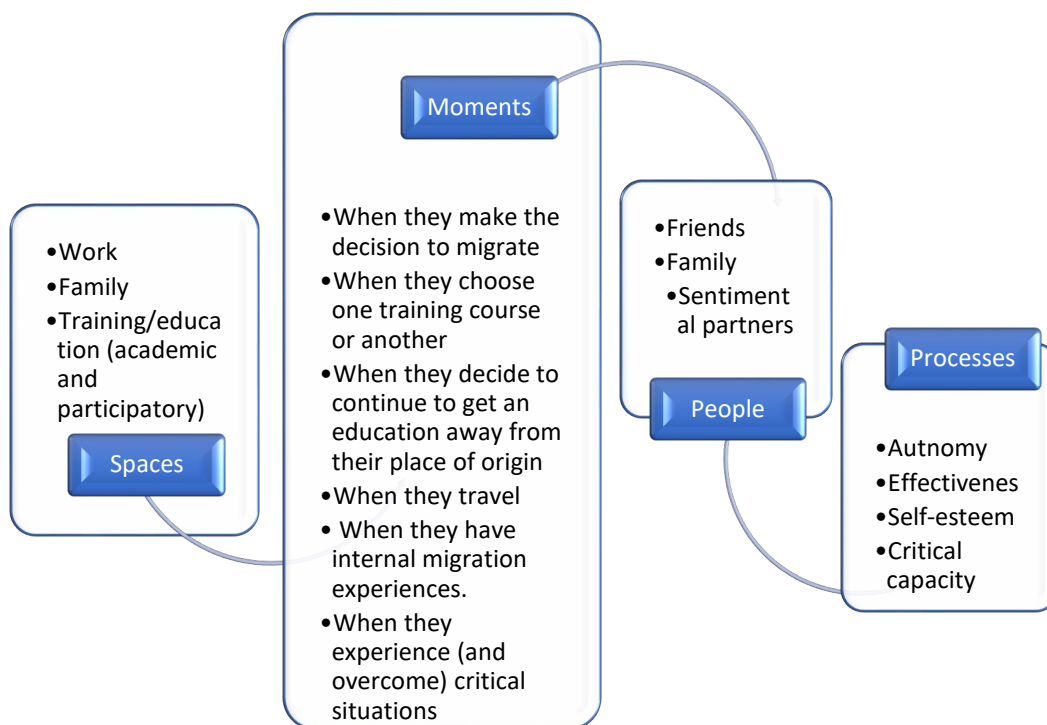 •Work
•Family
•Training/educa
tion (academic
and
participatory)
Spaces
Moments
•When they make the
decision to migrate
•When they choose
one training course
or another
•When they decide to
continue to get an
education away from
their place of origin
•When they travel
• When they have
internal migration
experiences.
•When they
experience (and
overcome) critical
situations
•Friends
•Family
•Sentiment
al partners
People
Processes
•Autnomy
•Effectivenes
•Self-esteem
•Critical
capacity